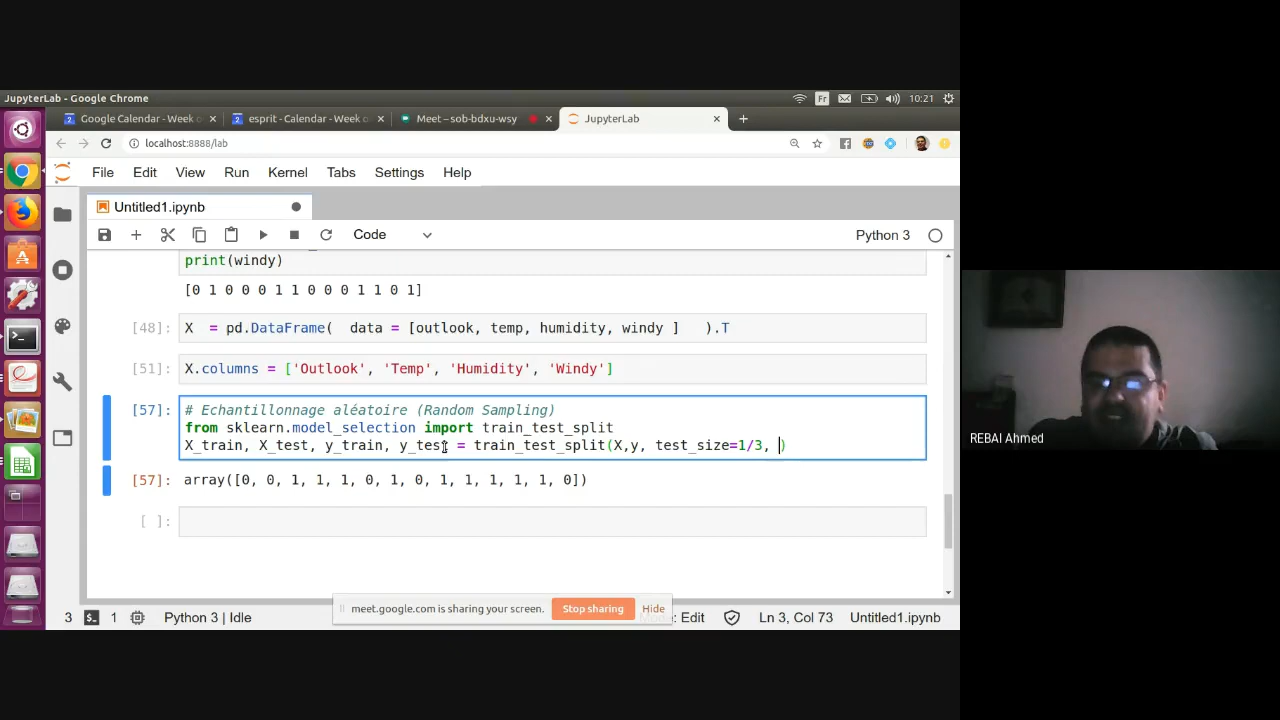 JupyterLab - Google Chrome
Fr
10:21
Google Calendar - Week o
esprit - Calendar - Week o
Meet – sob-bdxu-wsy
JupyterLab
localhost:8888/lab
File Edit View Run Kernel Tabs Settings Help
Untitled1.ipynb
Code
Python 3
print(windy)
[0 1 0 0 0 1 1 0 0 0 1 1 0 1]
[48]: X = pd.DataFrame( data = [outlook, temp, humidity, windy ] ).T
[51]: X.columns = ['Outlook', 'Temp', 'Humidity', 'Windy']
[57]: # Echantillonnage aléatoire (Random Sampling)
from sklearn.model_selection import train_test_split
X_train, X_test, y_train, y_test = train_test_split(X,y, test_size=1/3, )
[57]: array([0, 0, 1, 1, 1, 0, 1, 0, 1, 1, 1, 1, 1, 0])
[ ]:
meet.google.com is sharing your screen. Stop sharing Hide
3 1 Python 3 | Idle
Edit Ln 3, Col 73 Untitled1.ipynb
REBAI Ahmed